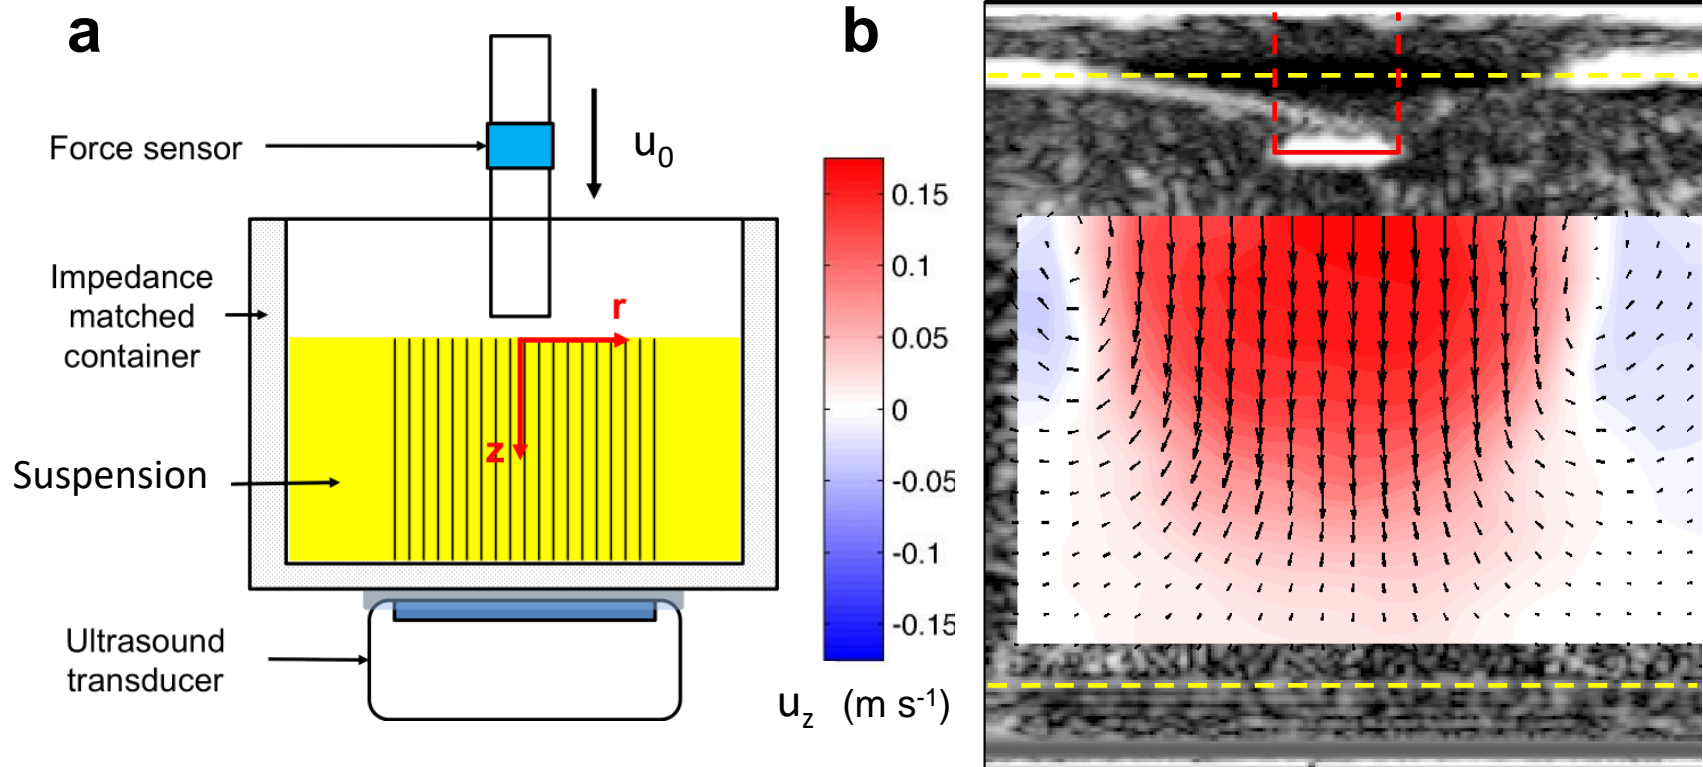 a
b
Force sensor
u0
Impedance
matched
container
r
z
Suspension
Ultrasound
transducer
0.15
0.1
0.05
0
-0.05
-0.1
-0.15
uz (m s-1)